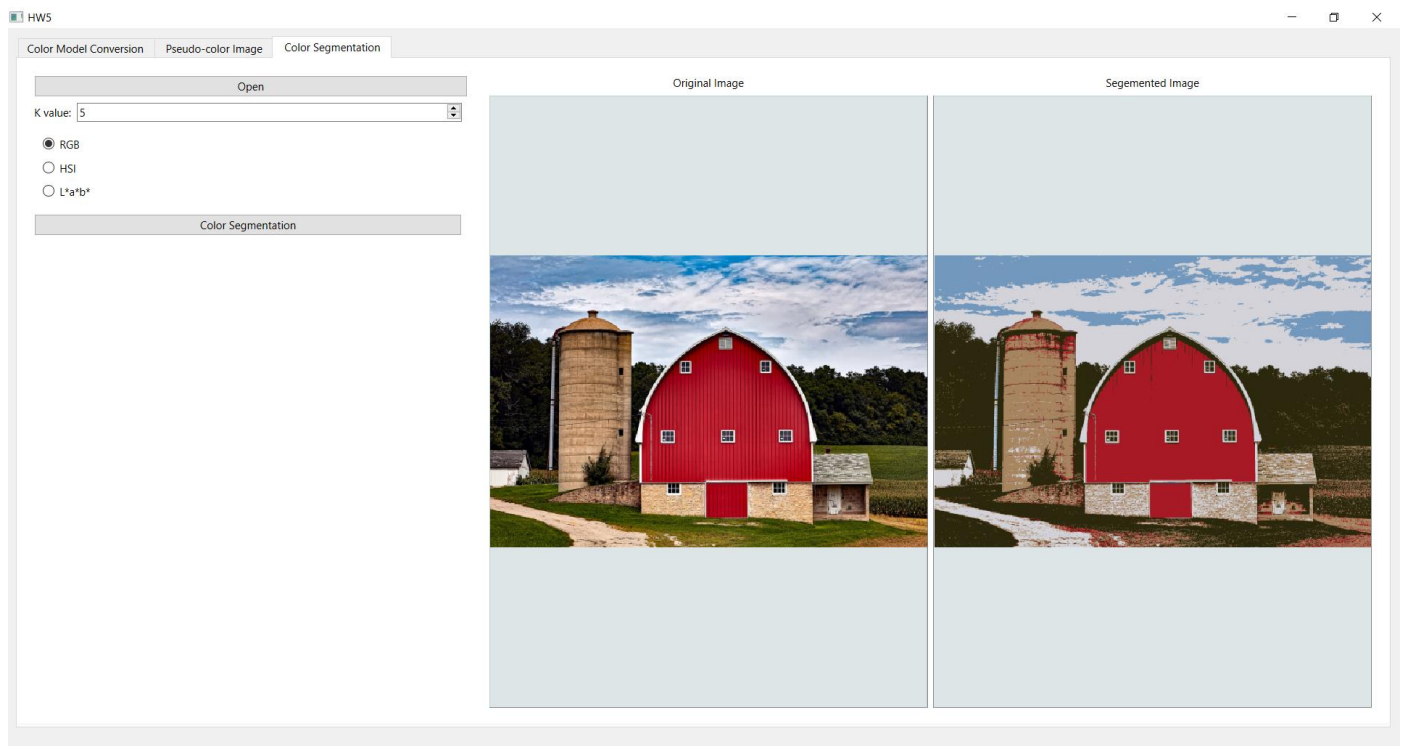 HW5
Color Model Conversion Pseudo-color Image Color Segmentation
Open
K value: 5
RGB
HSI
L*a*b*
Color Segmentation
Original Image
Segemented Image